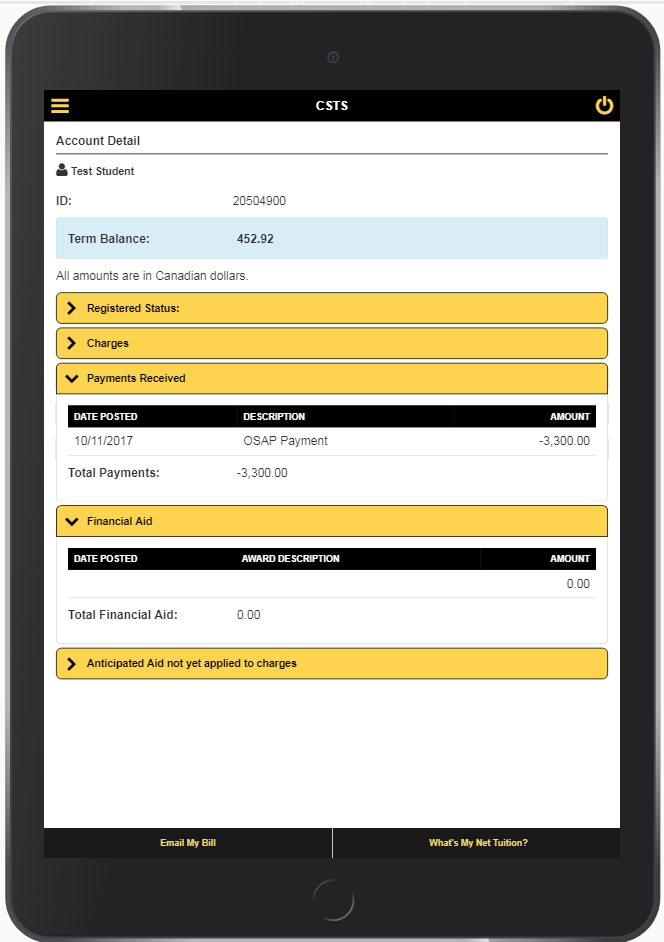 CSTS
Account Detail
Test Student
ID: 20504900
Term Balance: 452.92
All amounts are in Canadian dollars.
Registered Status:
Charges
Payments Received
DATE POSTED DESCRIPTION AMOUNT
10/11/2017 OSAP Payment -3,300.00
Total Payments: -3,300.00
Financial Aid
DATE POSTED AWARD DESCRIPTION AMOUNT
0.00
Total Financial Aid: 0.00
Anticipated Aid not yet applied to charges
Email My Bill What's My Net Tuition?